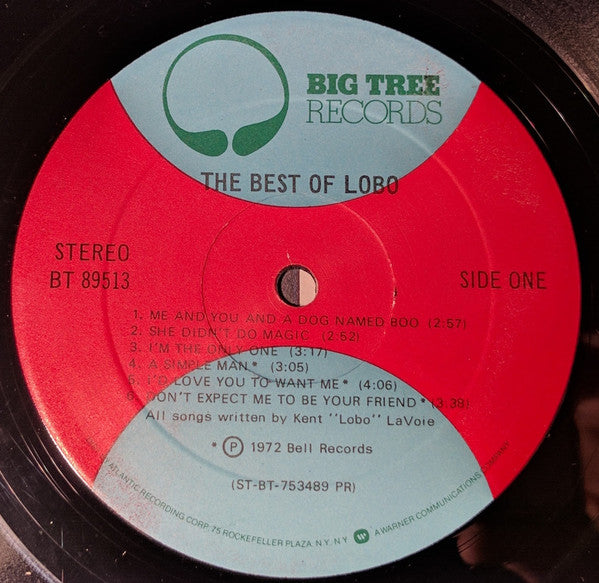 BIG TREE
RECORDS
THE BEST OF LOBO
STEREO
BT 89513
SIDE ONE
1. ME AND YOU AND A DOG NAMED BOO (2:57)
2. SHE DIDN'T DO MAGIC (2:52)
3. I'M THE ONLY ONE (3:17)
4. A SIMPLE MAN* (3:05)
5. I'D LOVE YOU TO WANT ME* (4:06)
6. DON'T EXPECT ME TO BE YOUR FRIEND* (3:38)
All songs written by Kent "Lobo" LaVoie
* Ⓟ 1972 Bell Records
(ST-BT-753489 PR)
ATLANTIC RECORDING CORP. 75 ROCKEFELLER PLAZA, N.Y. N.Y. A WARNER COMMUNICATIONS COMPANY